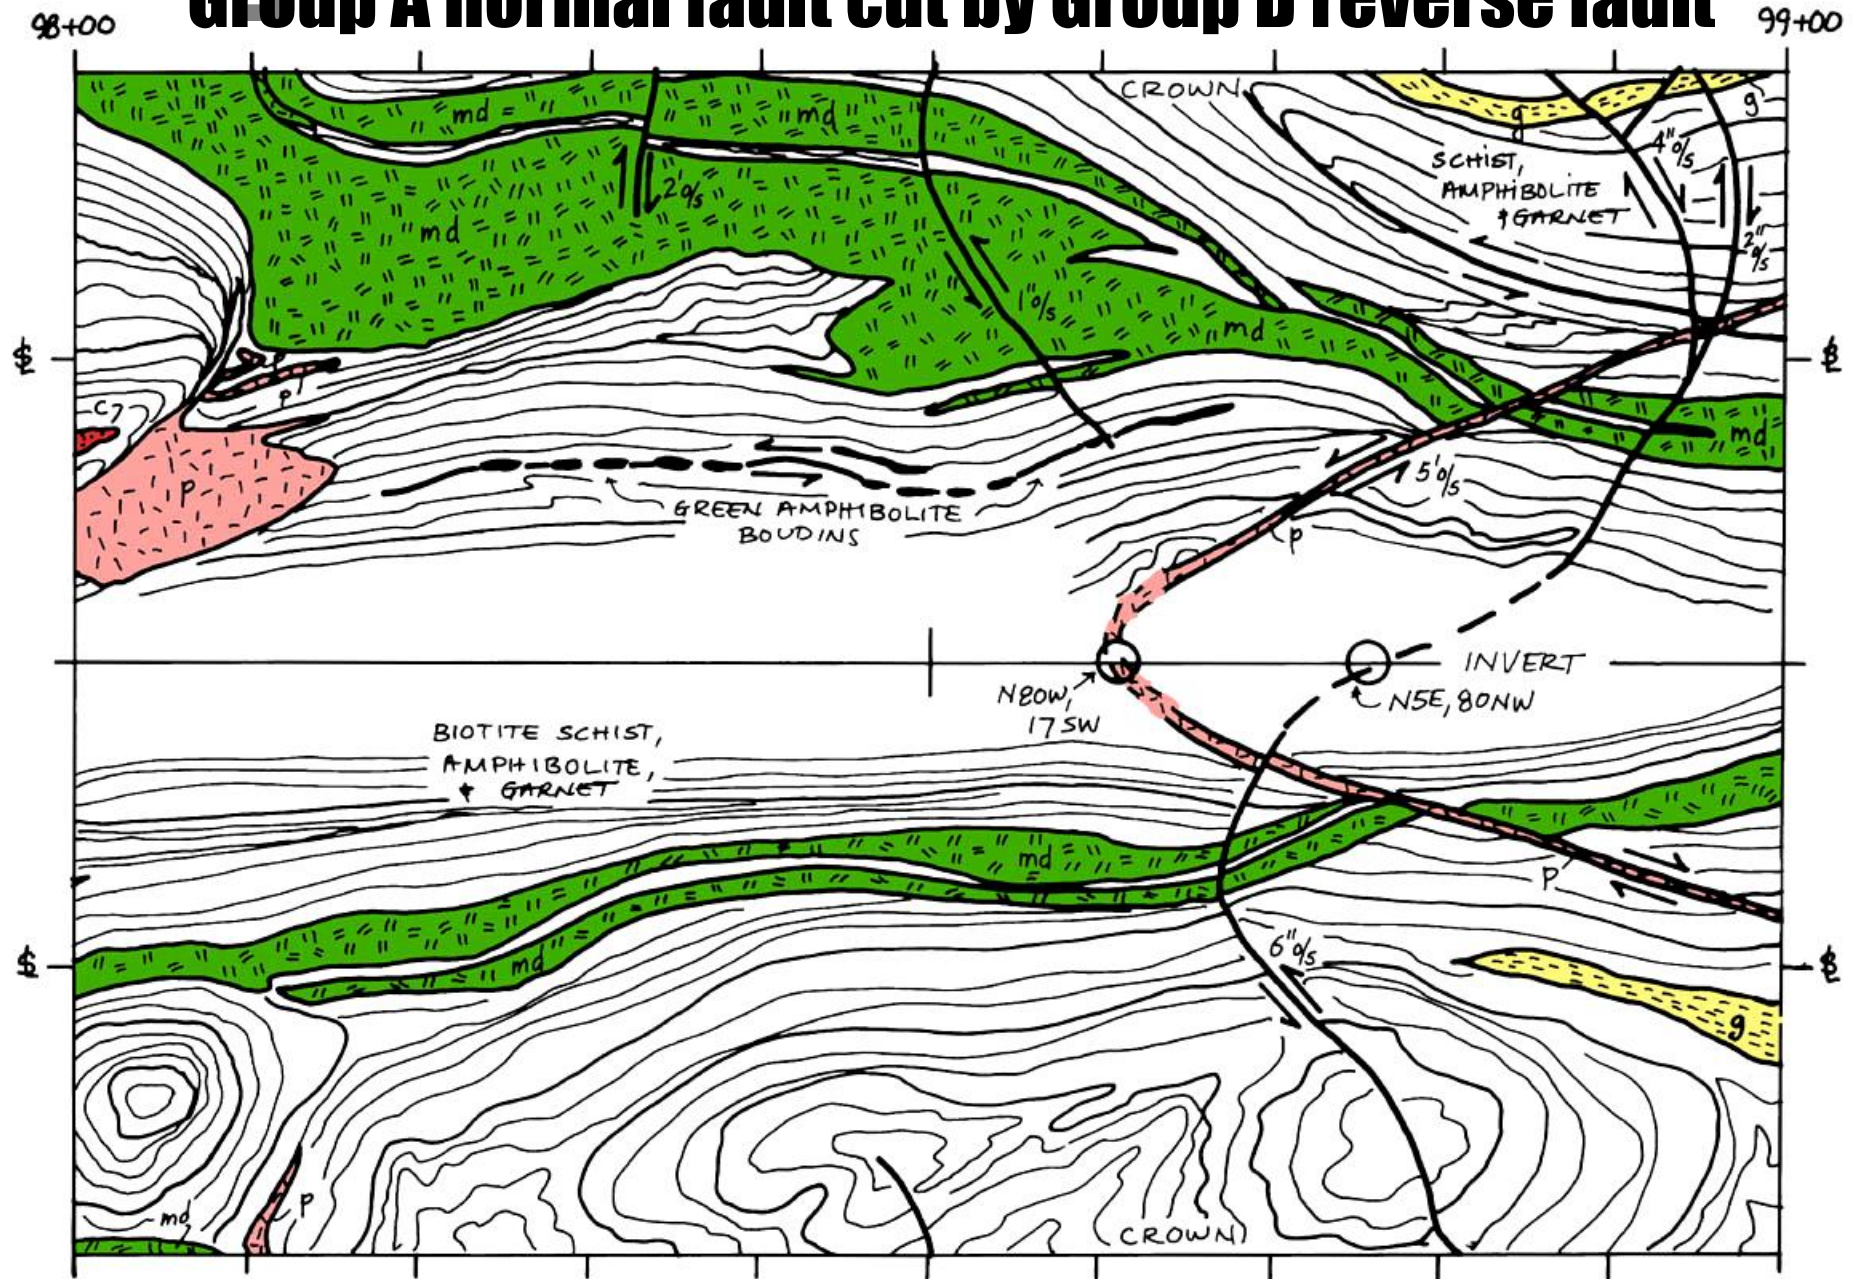 Group A normal fault cut by Group B reverse fault
98+00
99+00
CROWN
md
md
g
g
4" o/s
SCHIST,
AMPHIBOLITE
& GARNET
2' o/s
md
2" o/s
1" o/s
md
p
p
C
md
5' o/s
p
GREEN AMPHIBOLITE
BOUDINS
p
INVERT
N20W,
17SW
N5E, 80NW
BIOTITE SCHIST,
AMPHIBOLITE,
& GARNET
md
p
6" o/s
md
g
p
md
(CROWN)